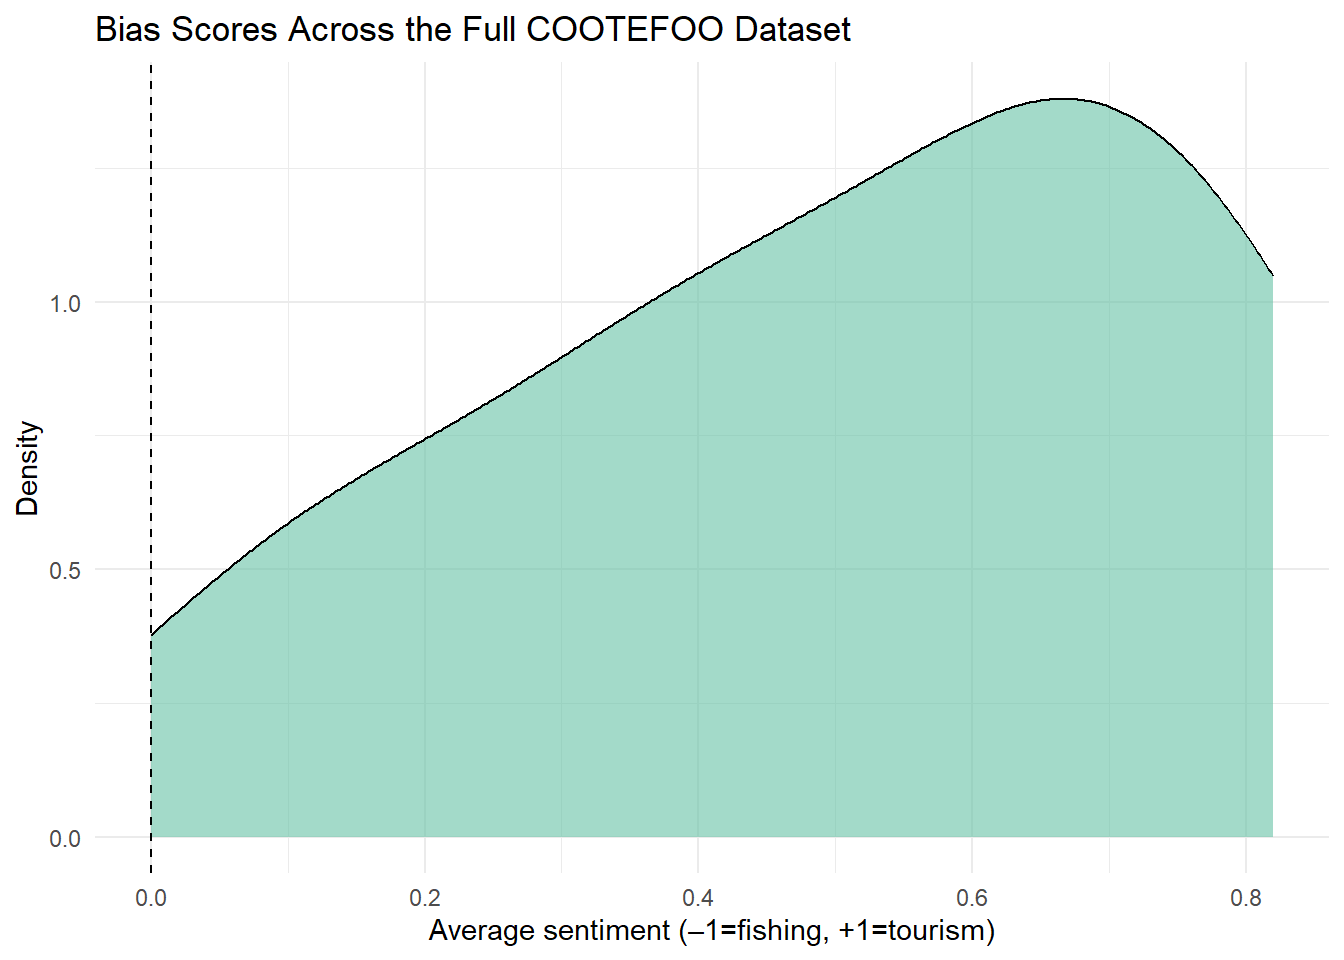 Bias Scores Across the Full COOTEFOO Dataset
1.0
0.5
0.0
Density
0.0 0.2 0.4 0.6 0.8
Average sentiment (–1=fishing, +1=tourism)